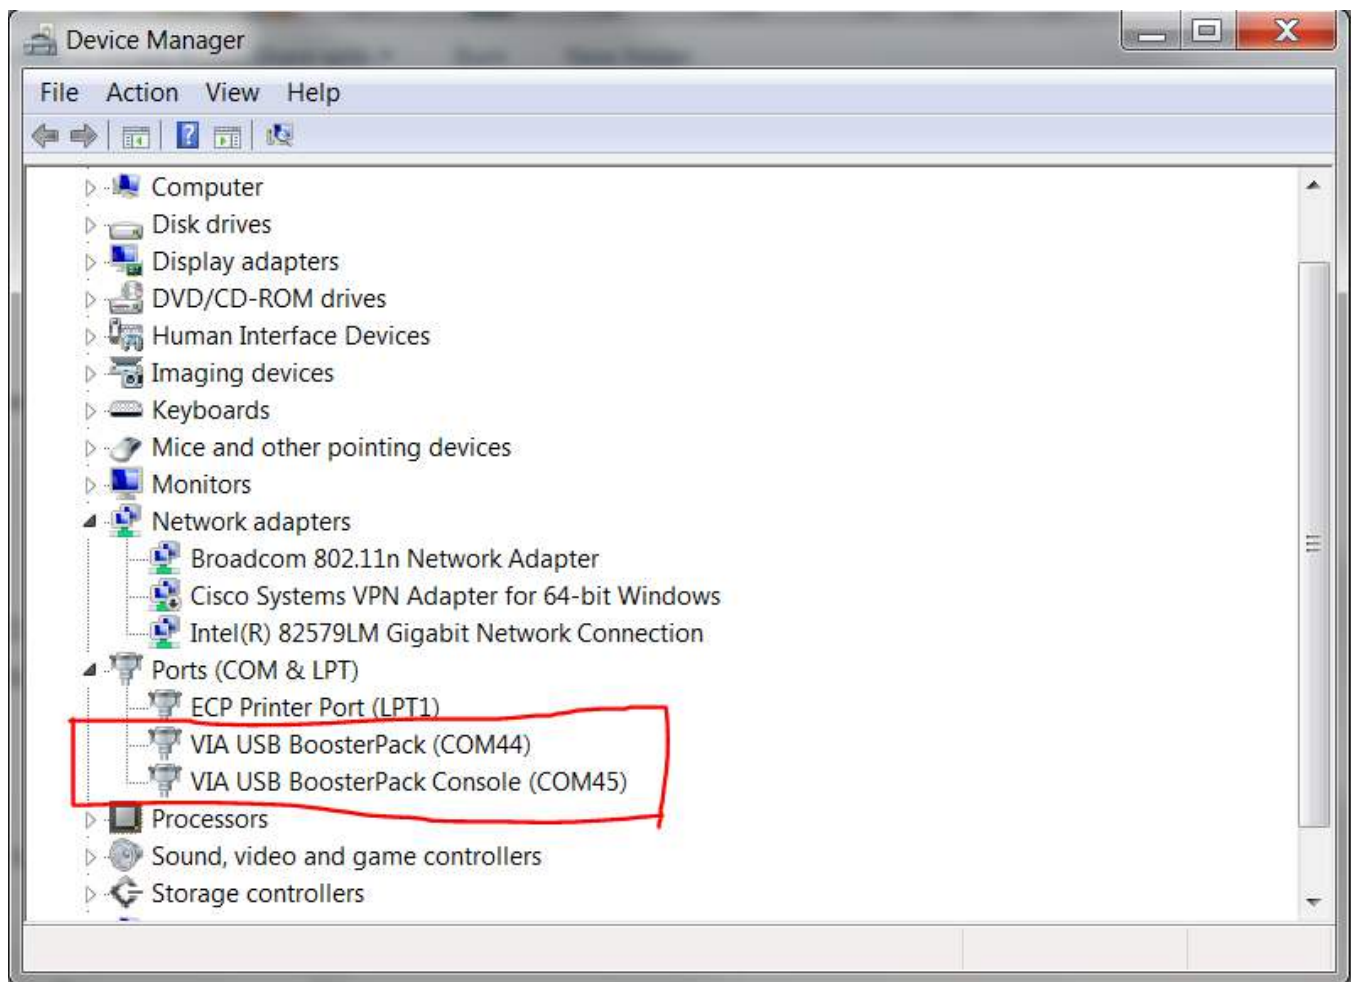 Device Manager
File Action View Help
Computer
Disk drives
Display adapters
DVD/CD-ROM drives
Human Interface Devices
Imaging devices
Keyboards
Mice and other pointing devices
Monitors
Network adapters
Broadcom 802.11n Network Adapter
Cisco Systems VPN Adapter for 64-bit Windows
Intel(R) 82579LM Gigabit Network Connection
Ports (COM & LPT)
ECP Printer Port (LPT1)
VIA USB BoosterPack (COM44)
VIA USB BoosterPack Console (COM45)
Processors
Sound, video and game controllers
Storage controllers